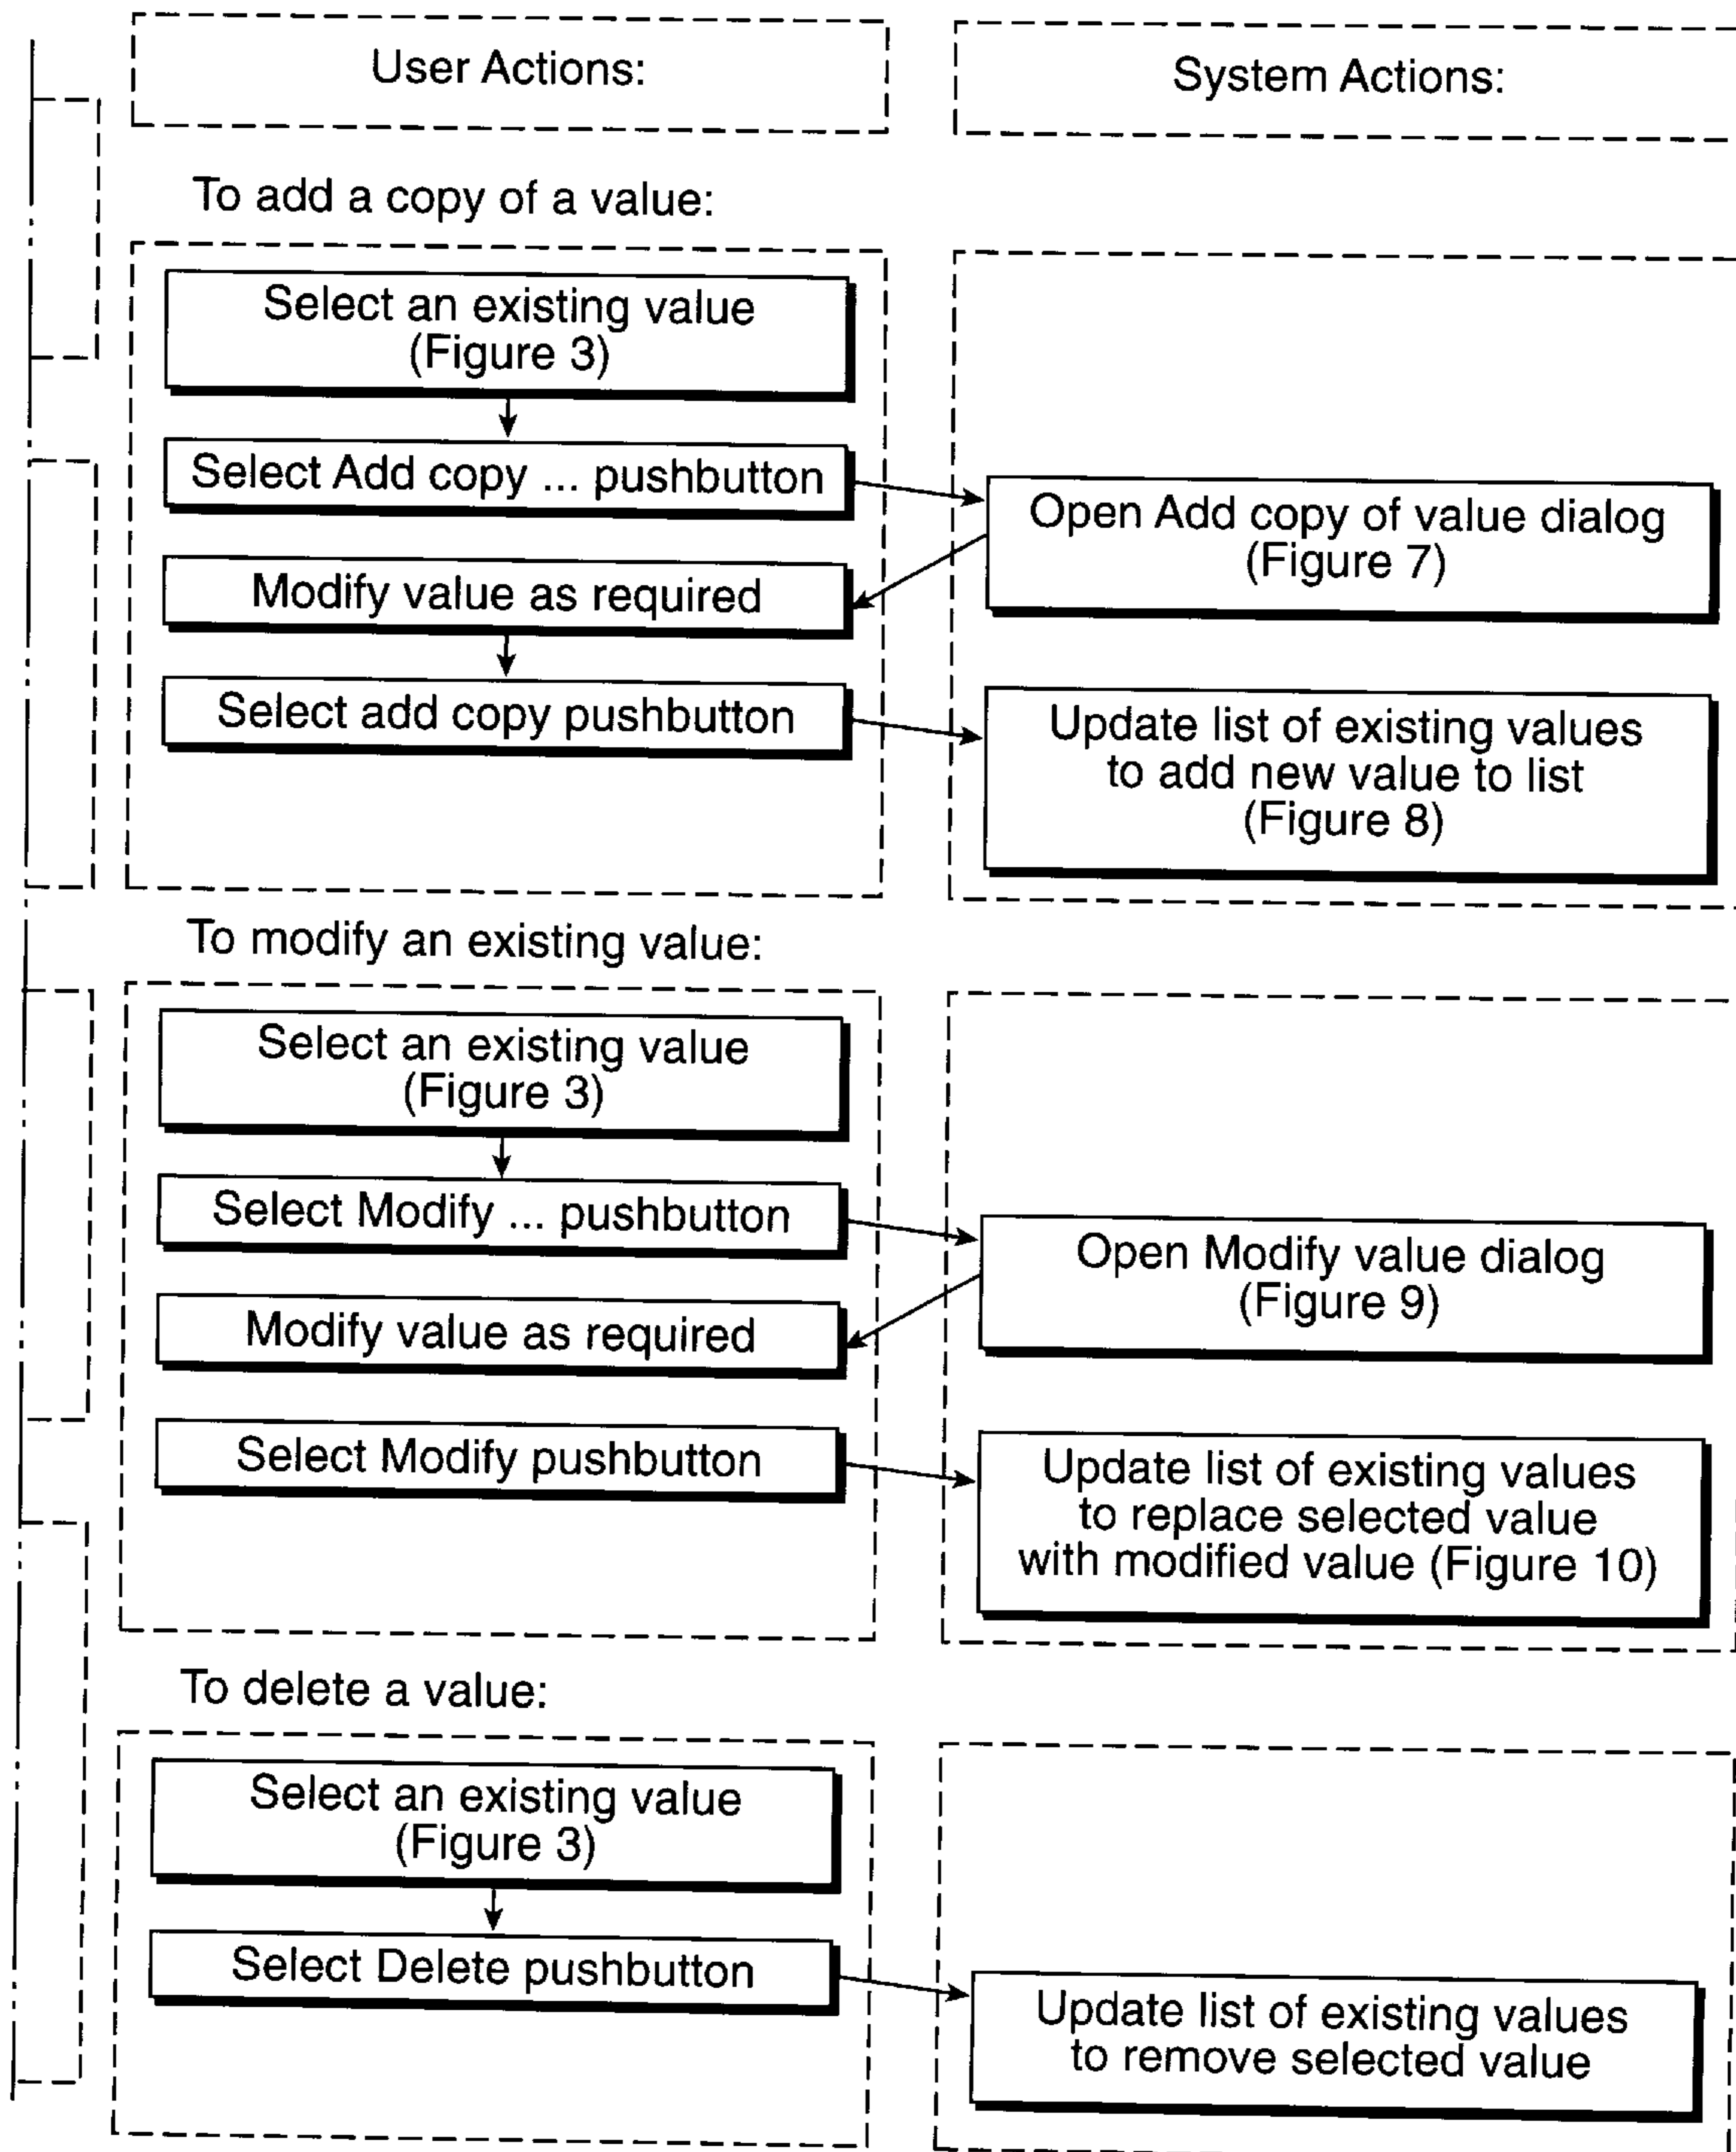 User Actions:
System Actions:
To add a copy of a value:
Select an existing value
(Figure 3)
Select Add copy ... pushbutton
Open Add copy of value dialog
(Figure 7)
Modify value as required
Select add copy pushbutton
Update list of existing values
to add new value to list
(Figure 8)
To modify an existing value:
Select an existing value
(Figure 3)
Select Modify ... pushbutton
Open Modify value dialog
(Figure 9)
Modify value as required
Select Modify pushbutton
Update list of existing values
to replace selected value
with modified value (Figure 10)
To delete a value:
Select an existing value
(Figure 3)
Select Delete pushbutton
Update list of existing values
to remove selected value